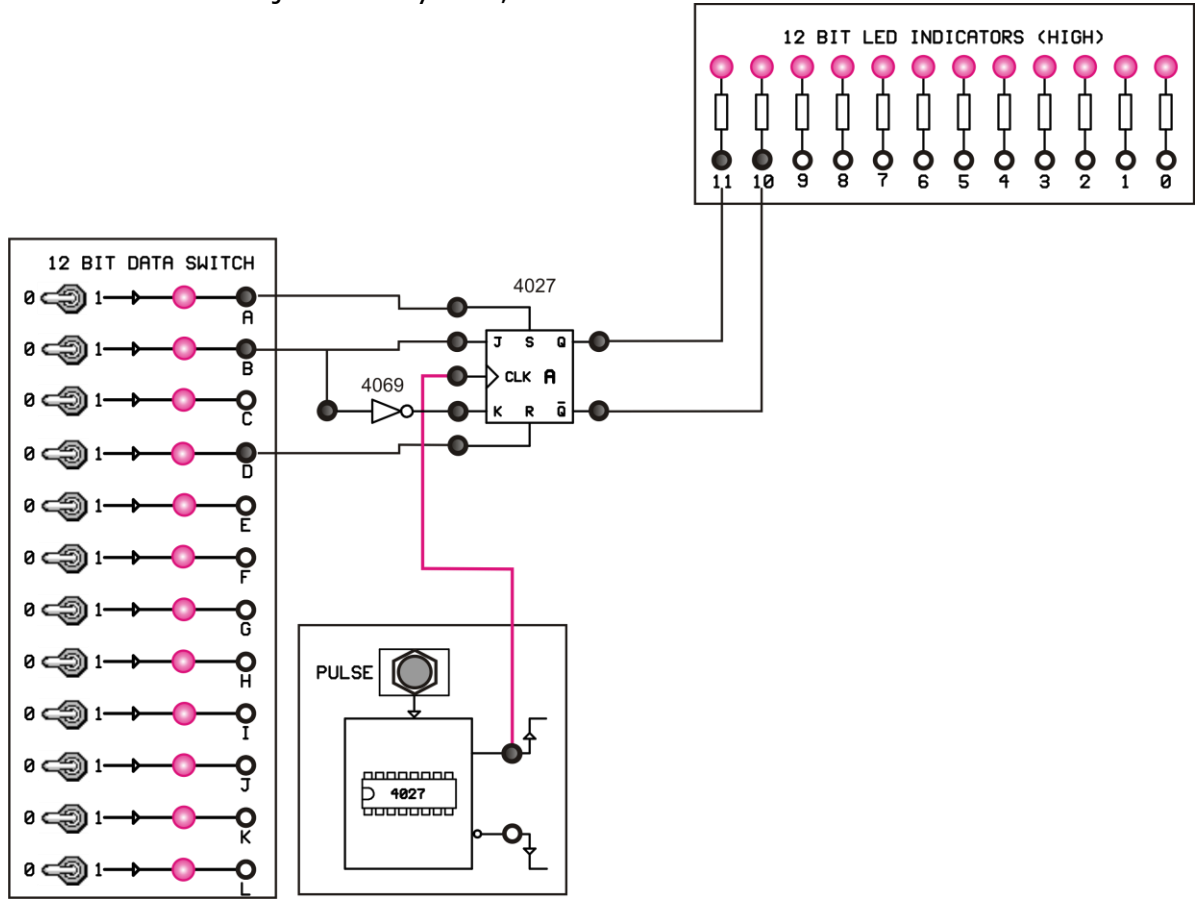 12 BIT LED INDICATORS (HIGH)
11 10 9 8 7 6 5 4 3 2 1 0
12 BIT DATA SWITCH
0 1 A
0 1 B
0 1 C
0 1 D
0 1 E
0 1 F
0 1 G
0 1 H
0 1 I
0 1 J
0 1 K
0 1 L
4027
J S Q
CLK A
K R Q̅
4069
PULSE
4027